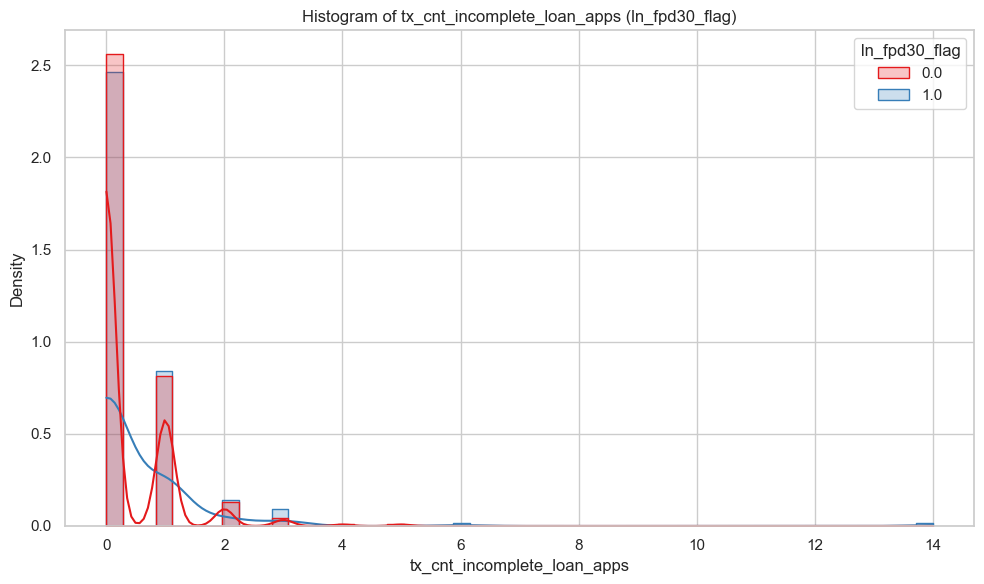 Histogram of tx_cnt_incomplete_loan_apps (ln_fpd30_flag)
ln_fpd30_flag
0.0
1.0
Density
2.5
2.0
1.5
1.0
0.5
0.0
0 2 4 6 8 10 12 14
tx_cnt_incomplete_loan_apps